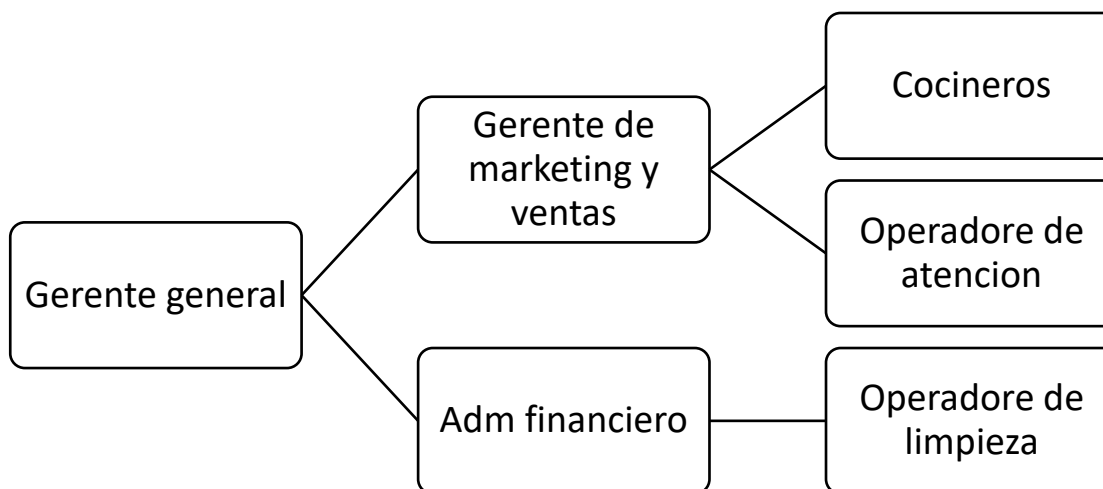 Gerente general
Gerente de
marketing y
ventas
Cocineros
Operadore de
atencion
Adm financiero
Operadore de
limpieza